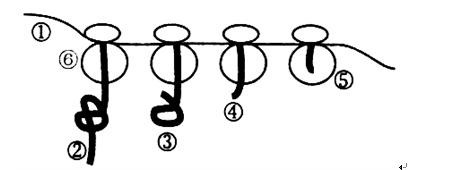 ①
⑥
② ③ ④ ⑤